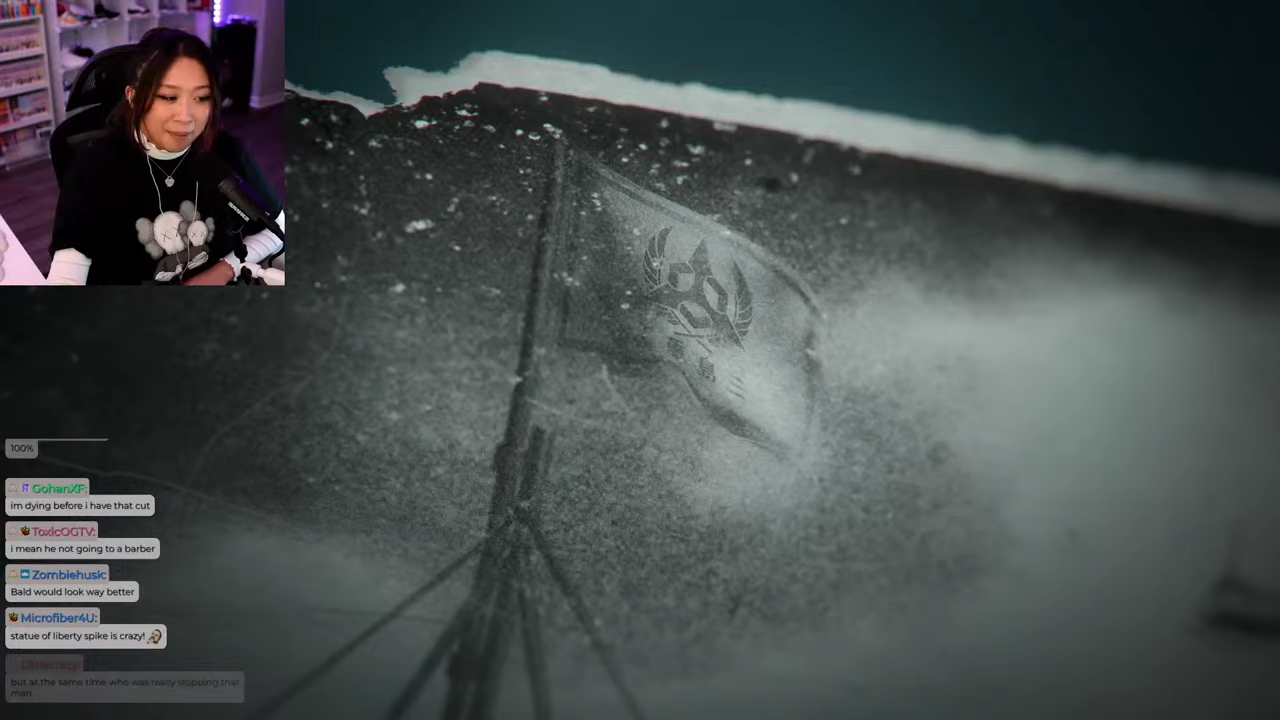 100%
GohanXF:
im dying before i have that cut
ToxicOGTV:
i mean he not going to a barber
Zombiehusk:
Bald would look way better
Microfiber4U:
statue of liberty spike is crazy!
but at the same time who was really stopping that
man